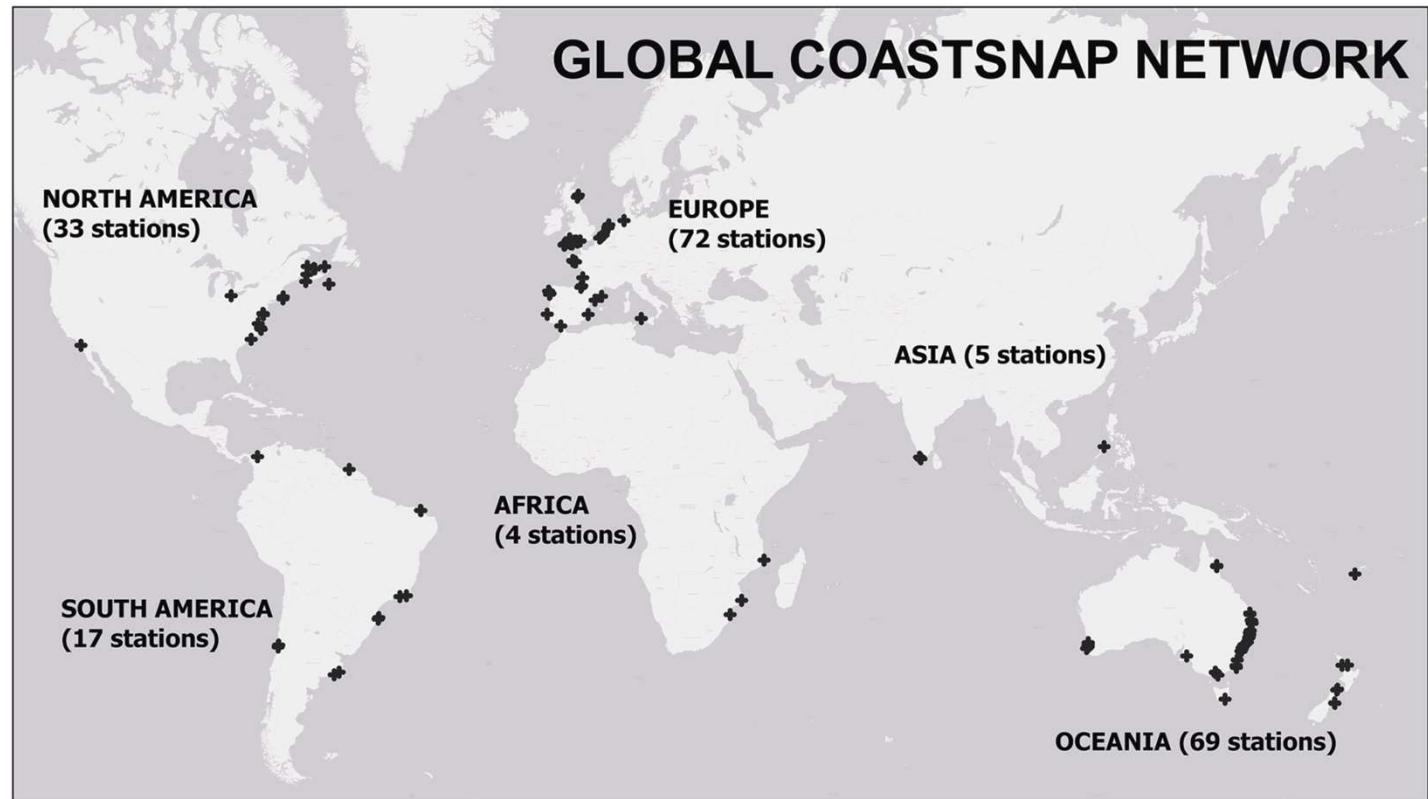 GLOBAL COASTSNAP NETWORK
NORTH AMERICA
(33 stations)
EUROPE
(72 stations)
ASIA (5 stations)
AFRICA
(4 stations)
SOUTH AMERICA
(17 stations)
OCEANIA (69 stations)